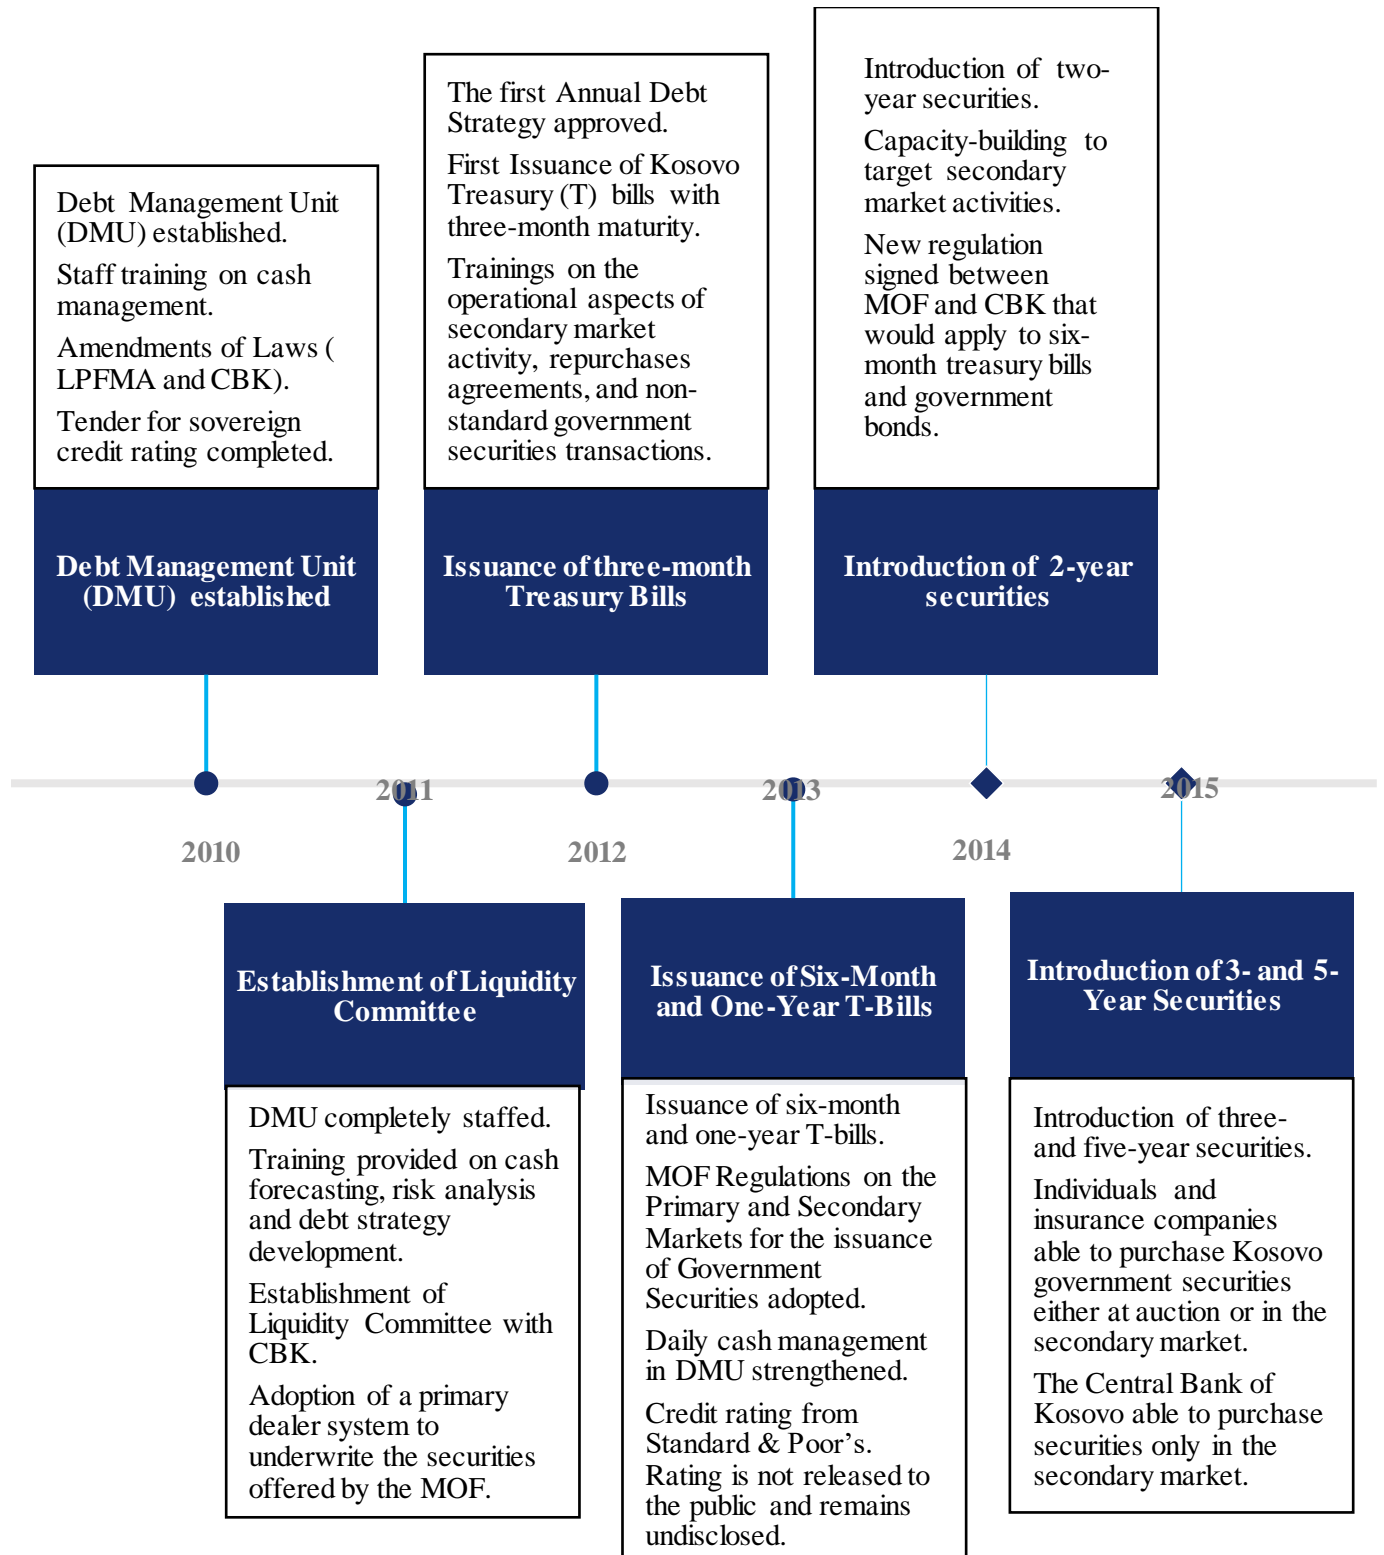 Debt Management Unit
(DMU) established.
Staff training on cash
management.
Amendments of Laws (
LPFMA and CBK).
Tender for sovereign
credit rating completed.
Debt Management Unit
(DMU) established
The first Annual Debt
Strategy approved.
First Issuance of Kosovo
Treasury (T) bills with
three-month maturity.
Trainings on the
operational aspects of
secondary market
activity, repurchases
agreements, and non-
standard government
securities transactions.
Issuance of three-month
Treasury Bills
Introduction of two-
year securities.
Capacity-building to
target secondary
market activities.
New regulation
signed between
MOF and CBK that
would apply to six-
month treasury bills
and government
bonds.
Introduction of 2-year
securities
2010
2011
2012
2013
2014
2015
Establishment of Liquidity
Committee
DMU completely staffed.
Training provided on cash
forecasting, risk analysis
and debt strategy
development.
Establishment of
Liquidity Committee with
CBK.
Adoption of a primary
dealer system to
underwrite the securities
offered by the MOF.
Issuance of Six-Month
and One-Year T-Bills
Issuance of six-month
and one-year T-bills.
MOF Regulations on the
Primary and Secondary
Markets for the issuance
of Government
Securities adopted.
Daily cash management
in DMU strengthened.
Credit rating from
Standard & Poor's.
Rating is not released to
the public and remains
undisclosed.
Introduction of 3- and 5-
Year Securities
Introduction of three-
and five-year securities.
Individuals and
insurance companies
able to purchase Kosovo
government securities
either at auction or in the
secondary market.
The Central Bank of
Kosovo able to purchase
securities only in the
secondary market.